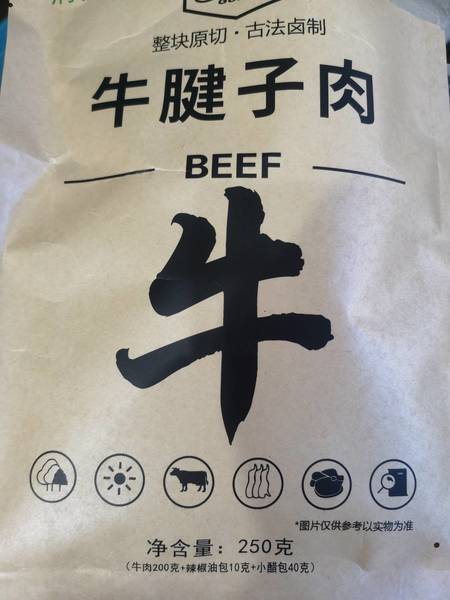 整块原切·古法卤制
牛腱子肉
BEEF
牛
*图片仅供参考以实物为准
净含量：250克
（牛肉200克+辣椒油包10克+小醋包40克）